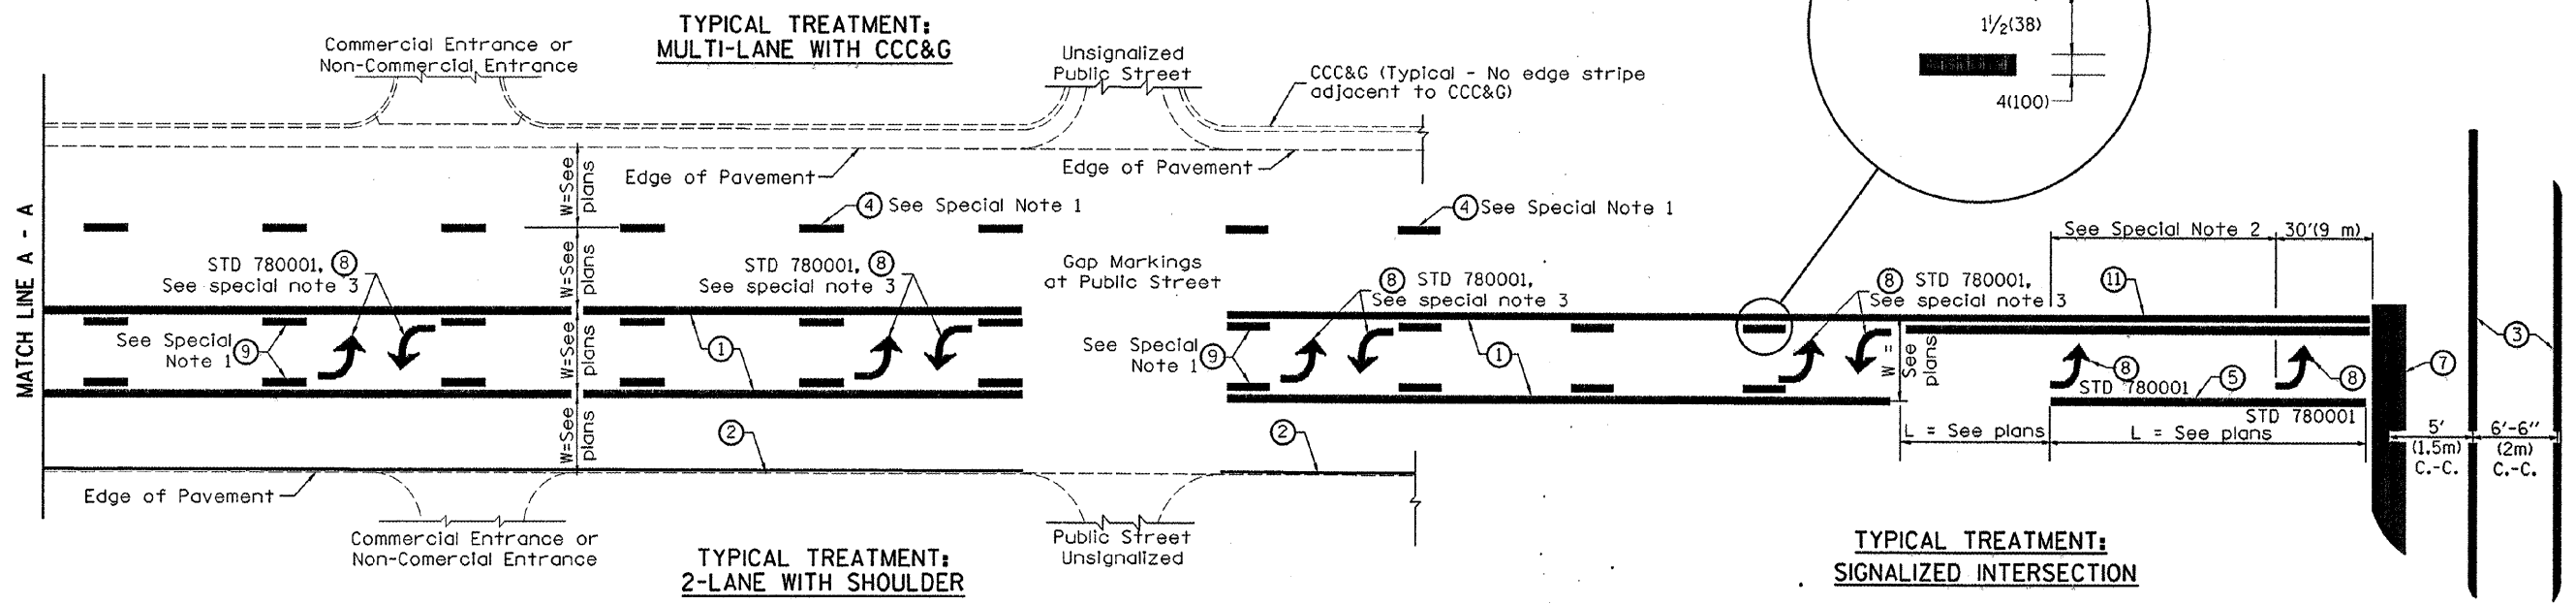 TYPICAL TREATMENT:
MULTI-LANE WITH CCC&G
Commercial Entrance or
Non-Commercial Entrance
Unsignalized
Public Street
CCC&G (Typical - No edge stripe
adjacent to CCC&G)
1½(38)
4(100)
Edge of Pavement
Edge of Pavement
MATCH LINE A - A
W=See
plans
W=See
plans
W=See
plans
W=See
plans
4 See Special Note 1
4 See Special Note 1
STD 780001, 8
See special note 3
STD 780001, 8
See special note 3
Gap Markings
at Public Street
8 STD 780001,
See special note 3
8 STD 780001,
See special note 3
See Special Note 2
30'(9 m)
11
See Special
Note 1 9
1
See Special
Note 1 9
1
W =
See
plans
8
STD 780001
5
8
STD 780001
7
3
L = See plans
L = See plans
5'
(1.5m)
C.-C.
6'-6"
(2m)
C.-C.
2
2
Edge of Pavement
Commercial Entrance or
Non-Comercial Entrance
Public Street
Unsignalized
TYPICAL TREATMENT:
2-LANE WITH SHOULDER
TYPICAL TREATMENT:
SIGNALIZED INTERSECTION